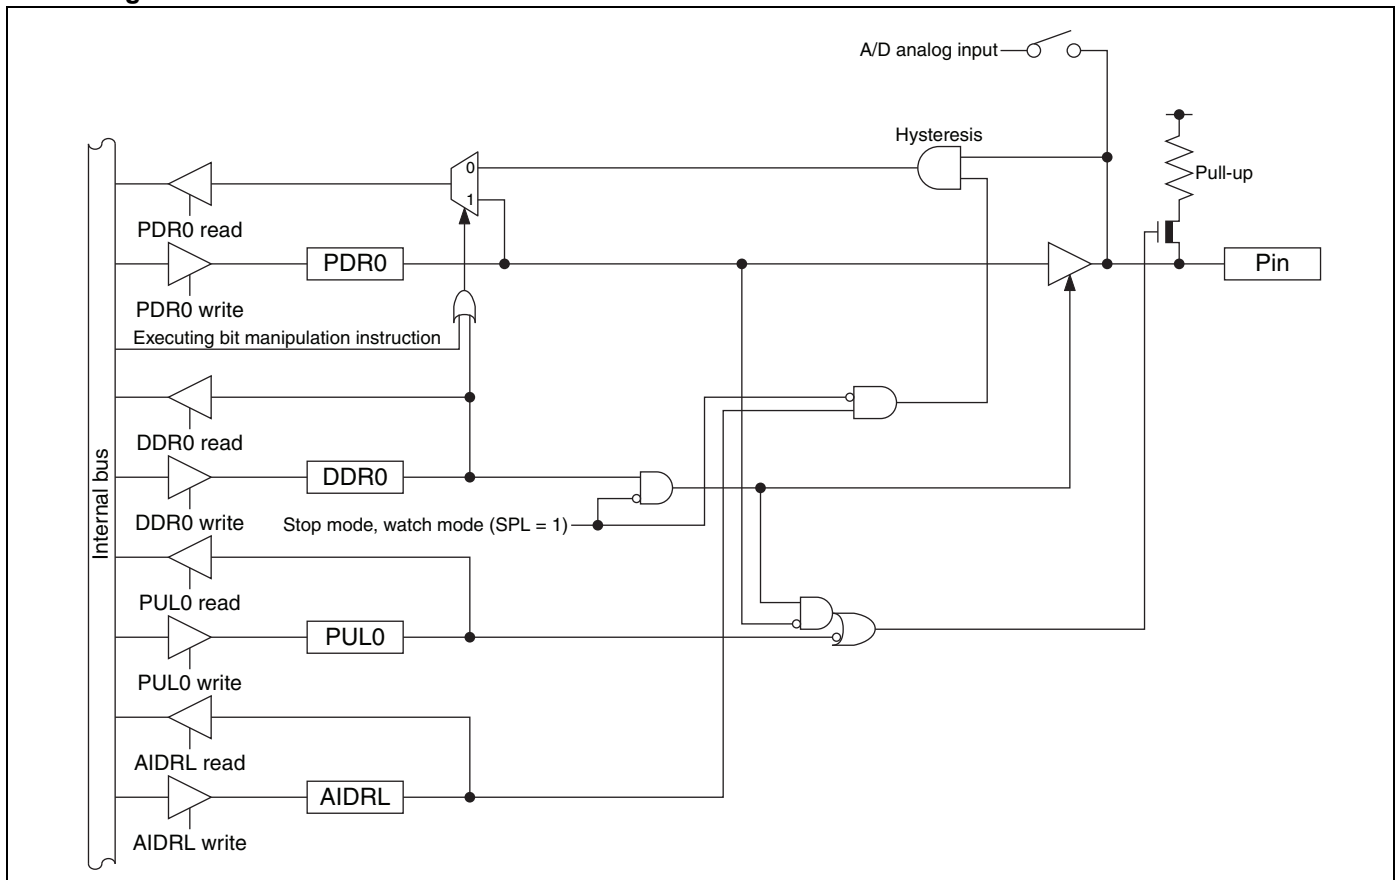 A/D analog input
Hysteresis
0
Pull-up
1
PDR0 read
PDR0
Pin
PDR0 write
Executing bit manipulation instruction
DDR0 read
Internal bus
DDR0
DDR0 write
Stop mode, watch mode (SPL = 1)
PUL0 read
PUL0
PUL0 write
AIDRL read
AIDRL
AIDRL write